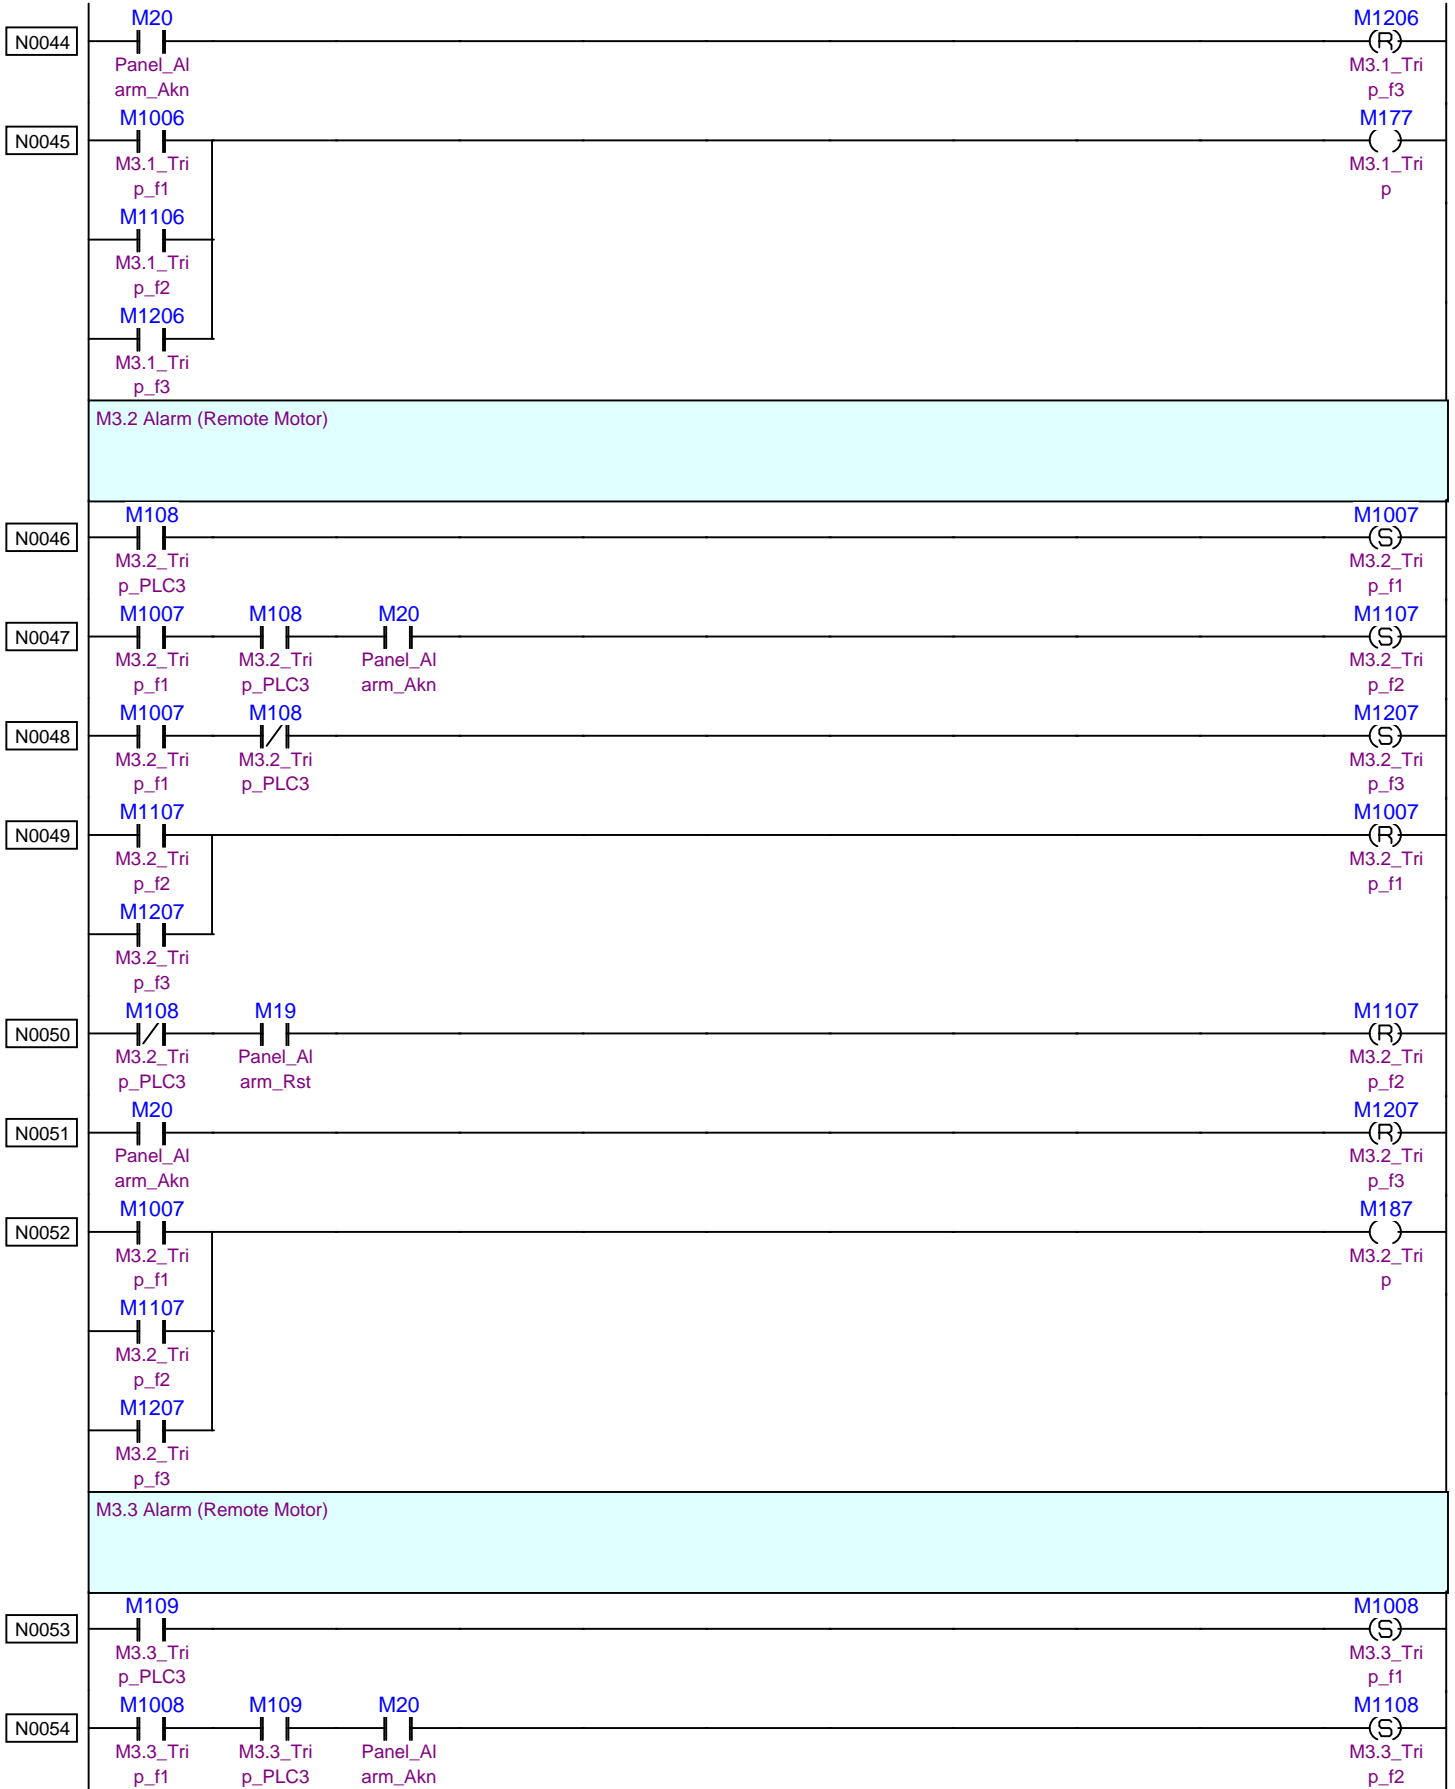 M20 M1206
N0044 R
Panel_Al M3.1_Tri
arm_Akn p_f3
M1006 M177
N0045
M3.1_Tri M3.1_Tri
p_f1 p
M1106
M3.1_Tri
p_f2
M1206
M3.1_Tri
p_f3
M3.2 Alarm (Remote Motor)
M108 M1007
N0046 S
M3.2_Tri M3.2_Tri
p_PLC3 p_f1
M1007 M108 M20 M1107
N0047 S
M3.2_Tri M3.2_Tri Panel_Al M3.2_Tri
p_f1 p_PLC3 arm_Akn p_f2
M1007 M108 M1207
N0048 S
M3.2_Tri M3.2_Tri M3.2_Tri
p_f1 p_PLC3 p_f3
M1107 M1007
N0049 R
M3.2_Tri M3.2_Tri
p_f2 p_f1
M1207
M3.2_Tri
p_f3
M108 M19 M1107
N0050 R
M3.2_Tri Panel_Al M3.2_Tri
p_PLC3 arm_Rst p_f2
M20 M1207
N0051 R
Panel_Al M3.2_Tri
arm_Akn p_f3
M1007 M187
N0052
M3.2_Tri M3.2_Tri
p_f1 p
M1107
M3.2_Tri
p_f2
M1207
M3.2_Tri
p_f3
M3.3 Alarm (Remote Motor)
M109 M1008
N0053 S
M3.3_Tri M3.3_Tri
p_PLC3 p_f1
M1008 M109 M20 M1108
N0054 S
M3.3_Tri M3.3_Tri Panel_Al M3.3_Tri
p_f1 p_PLC3 arm_Akn p_f2